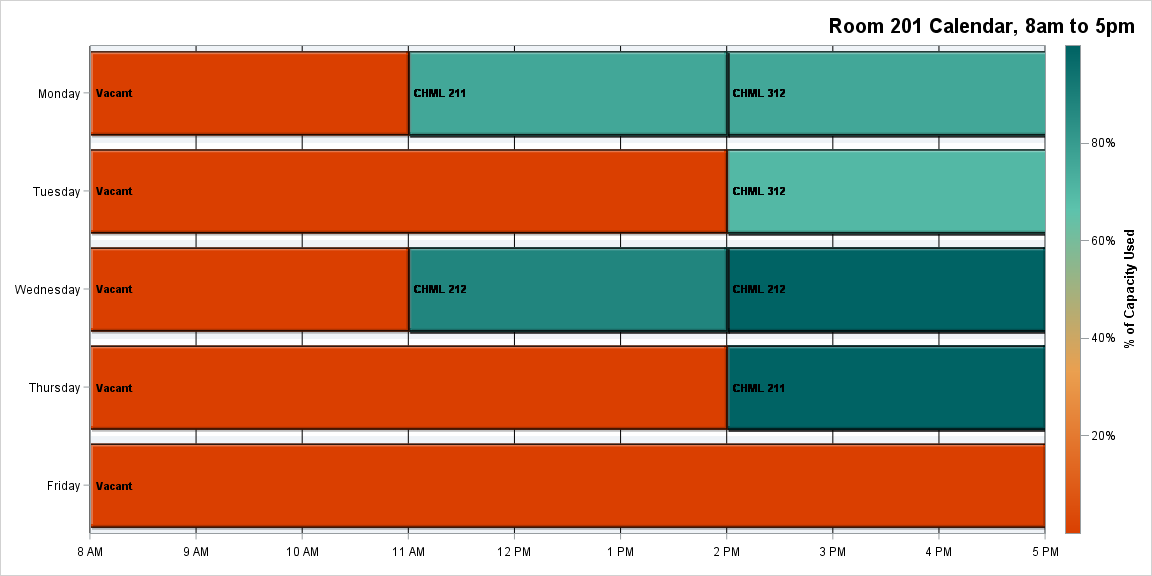 Room 201 Calendar, 8am to 5pm
Monday
Vacant
CHML 211
CHML 312
Tuesday
Vacant
CHML 312
Wednesday
Vacant
CHML 212
CHML 212
Thursday
Vacant
CHML 211
Friday
Vacant
8 AM
9 AM
10 AM
11 AM
12 PM
1 PM
2 PM
3 PM
4 PM
5 PM
80%
60%
40%
20%
% of Capacity Used